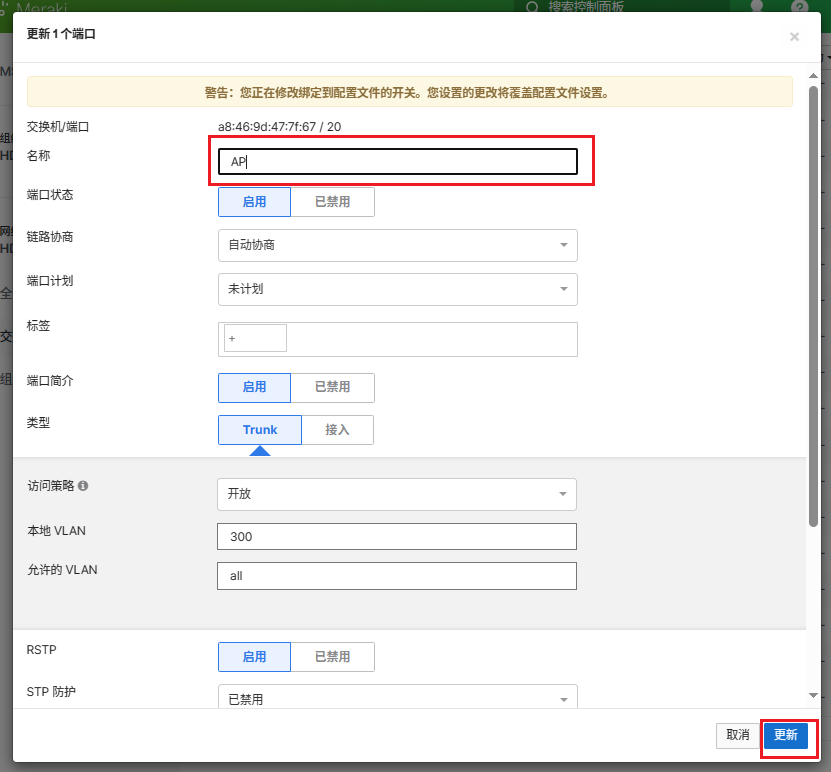 Meraki
搜索控制面板
更新 1 个端口
×
警告：您正在修改绑定到配置文件的开关。您设置的更改将覆盖配置文件设置。
交换机/端口 a8:46:9d:47:7f:67 / 20
名称 AP
端口状态 启用 已禁用
链路协商 自动协商
端口计划 未计划
标签 +
端口简介 启用 已禁用
类型 Trunk 接入
访问策略 开放
本地 VLAN 300
允许的 VLAN all
RSTP 启用 已禁用
STP 防护 已禁用
取消 更新